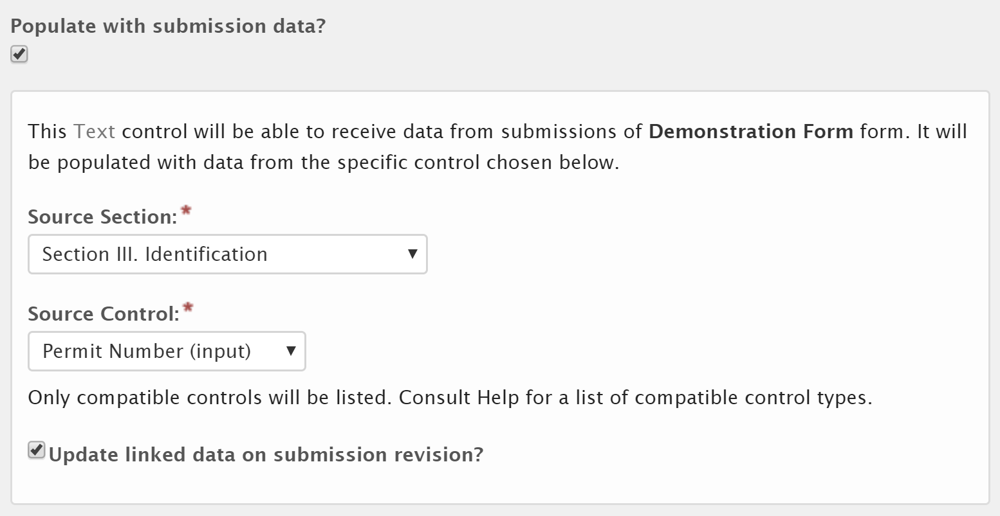 Populate with submission data?
This Text control will be able to receive data from submissions of Demonstration Form form. It will
be populated with data from the specific control chosen below.
Source Section:*
Section III. Identification
Source Control:*
Permit Number (input)
Only compatible controls will be listed. Consult Help for a list of compatible control types.
Update linked data on submission revision?